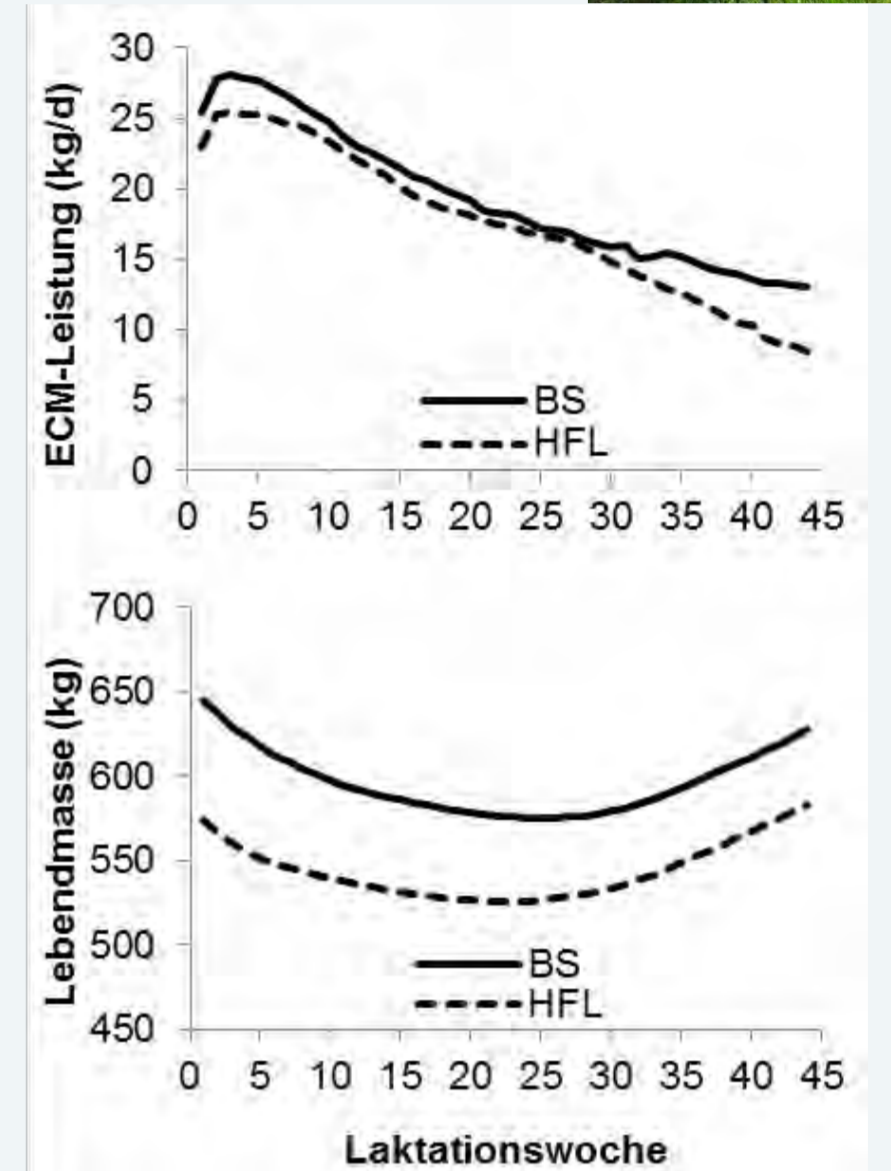 ECM-Leistung (kg/d)
30
25
20
15
10
5
0
BS
HFL
0 5 10 15 20 25 30 35 40 45
Lebendmasse (kg)
700
650
600
550
500
450
BS
HFL
0 5 10 15 20 25 30 35 40 45
Laktationswoche